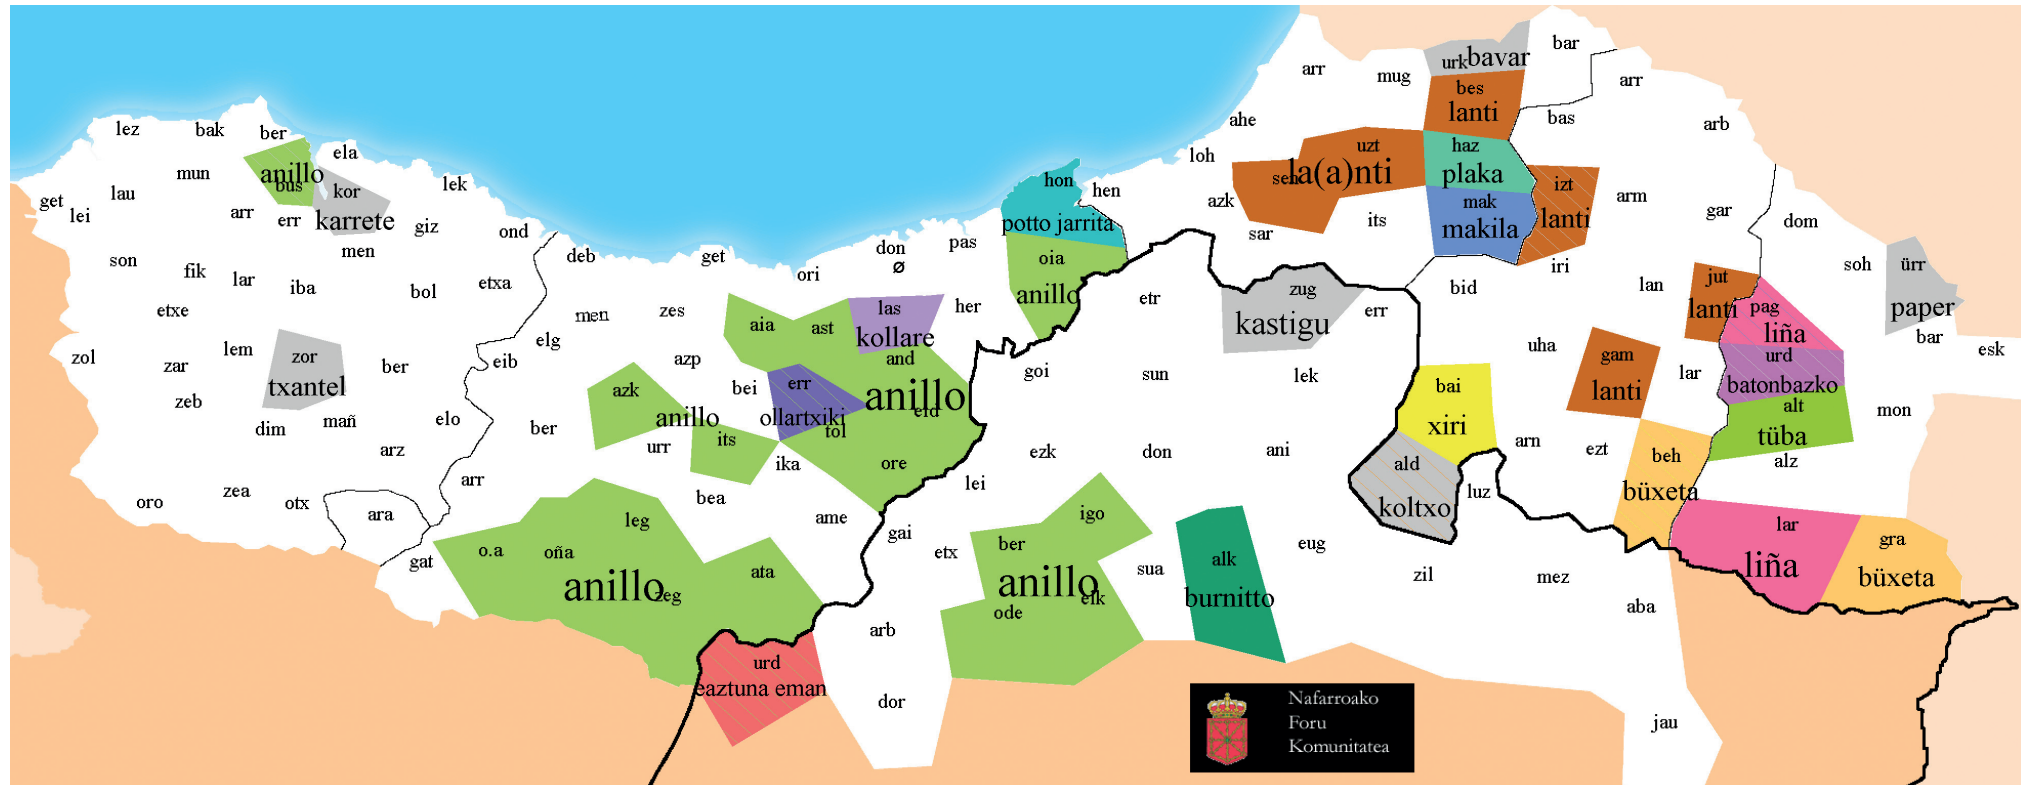 bar
urk bavar
arr
mug
bes
lanti
arr
lez
bak
ber
ahe
bas
arb
ela
uzt
haz
loh
la(a)nti
sen
plaka
mun
anillo
bus
kor
karrete
lek
hon
hen
izt
lanti
arm
get
lei
lau
arr
err
giz
azk
its
mak
makila
gar
dom
potto jarrita
ond
men
sar
son
fik
lar
iba
bol
etxa
deb
get
ori
don
ø
pas
oia
anillo
iri
soh
ürr
paper
etxe
men
zes
aia
ast
las
kollare
her
etr
zug
kastigu
err
bid
lan
jut
lanti
pag
liña
bar
esk
zol
zar
lem
zor
txantel
ber
eib
elg
azp
and
goi
sun
lek
uha
gam
lanti
lar
urd
batonbazko
zeb
dim
mañ
elo
azk
anillo
bei
err
ollartxiki
anillo
eld
bai
xiri
alt
tüba
mon
ber
urr
its
tol
arz
ika
ore
ezk
don
ani
arn
ezt
beh
büxeta
alz
ald
koltxo
luz
oro
zea
otx
ara
arr
bea
lei
ame
leg
gai
igo
lar
liña
gra
büxeta
gat
o.a
oña
anillo
zeg
ata
etx
ber
anillo
elk
ode
sua
alk
burnitto
eug
zil
mez
aba
arb
urd
eaztuna eman
dor
jau
Nafarroako
Foru
Komunitatea